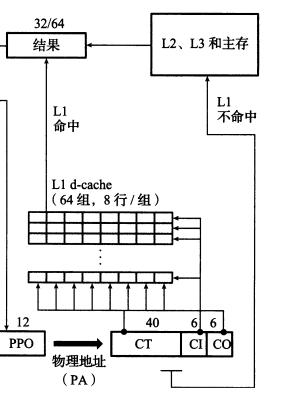 32/64
结果
L2、L3 和主存
L1
命中
L1
不命中
L1 d-cache
（64 组，8 行/组）
12
40
6
6
PPO
CT
CI
CO
物理地址
（PA）